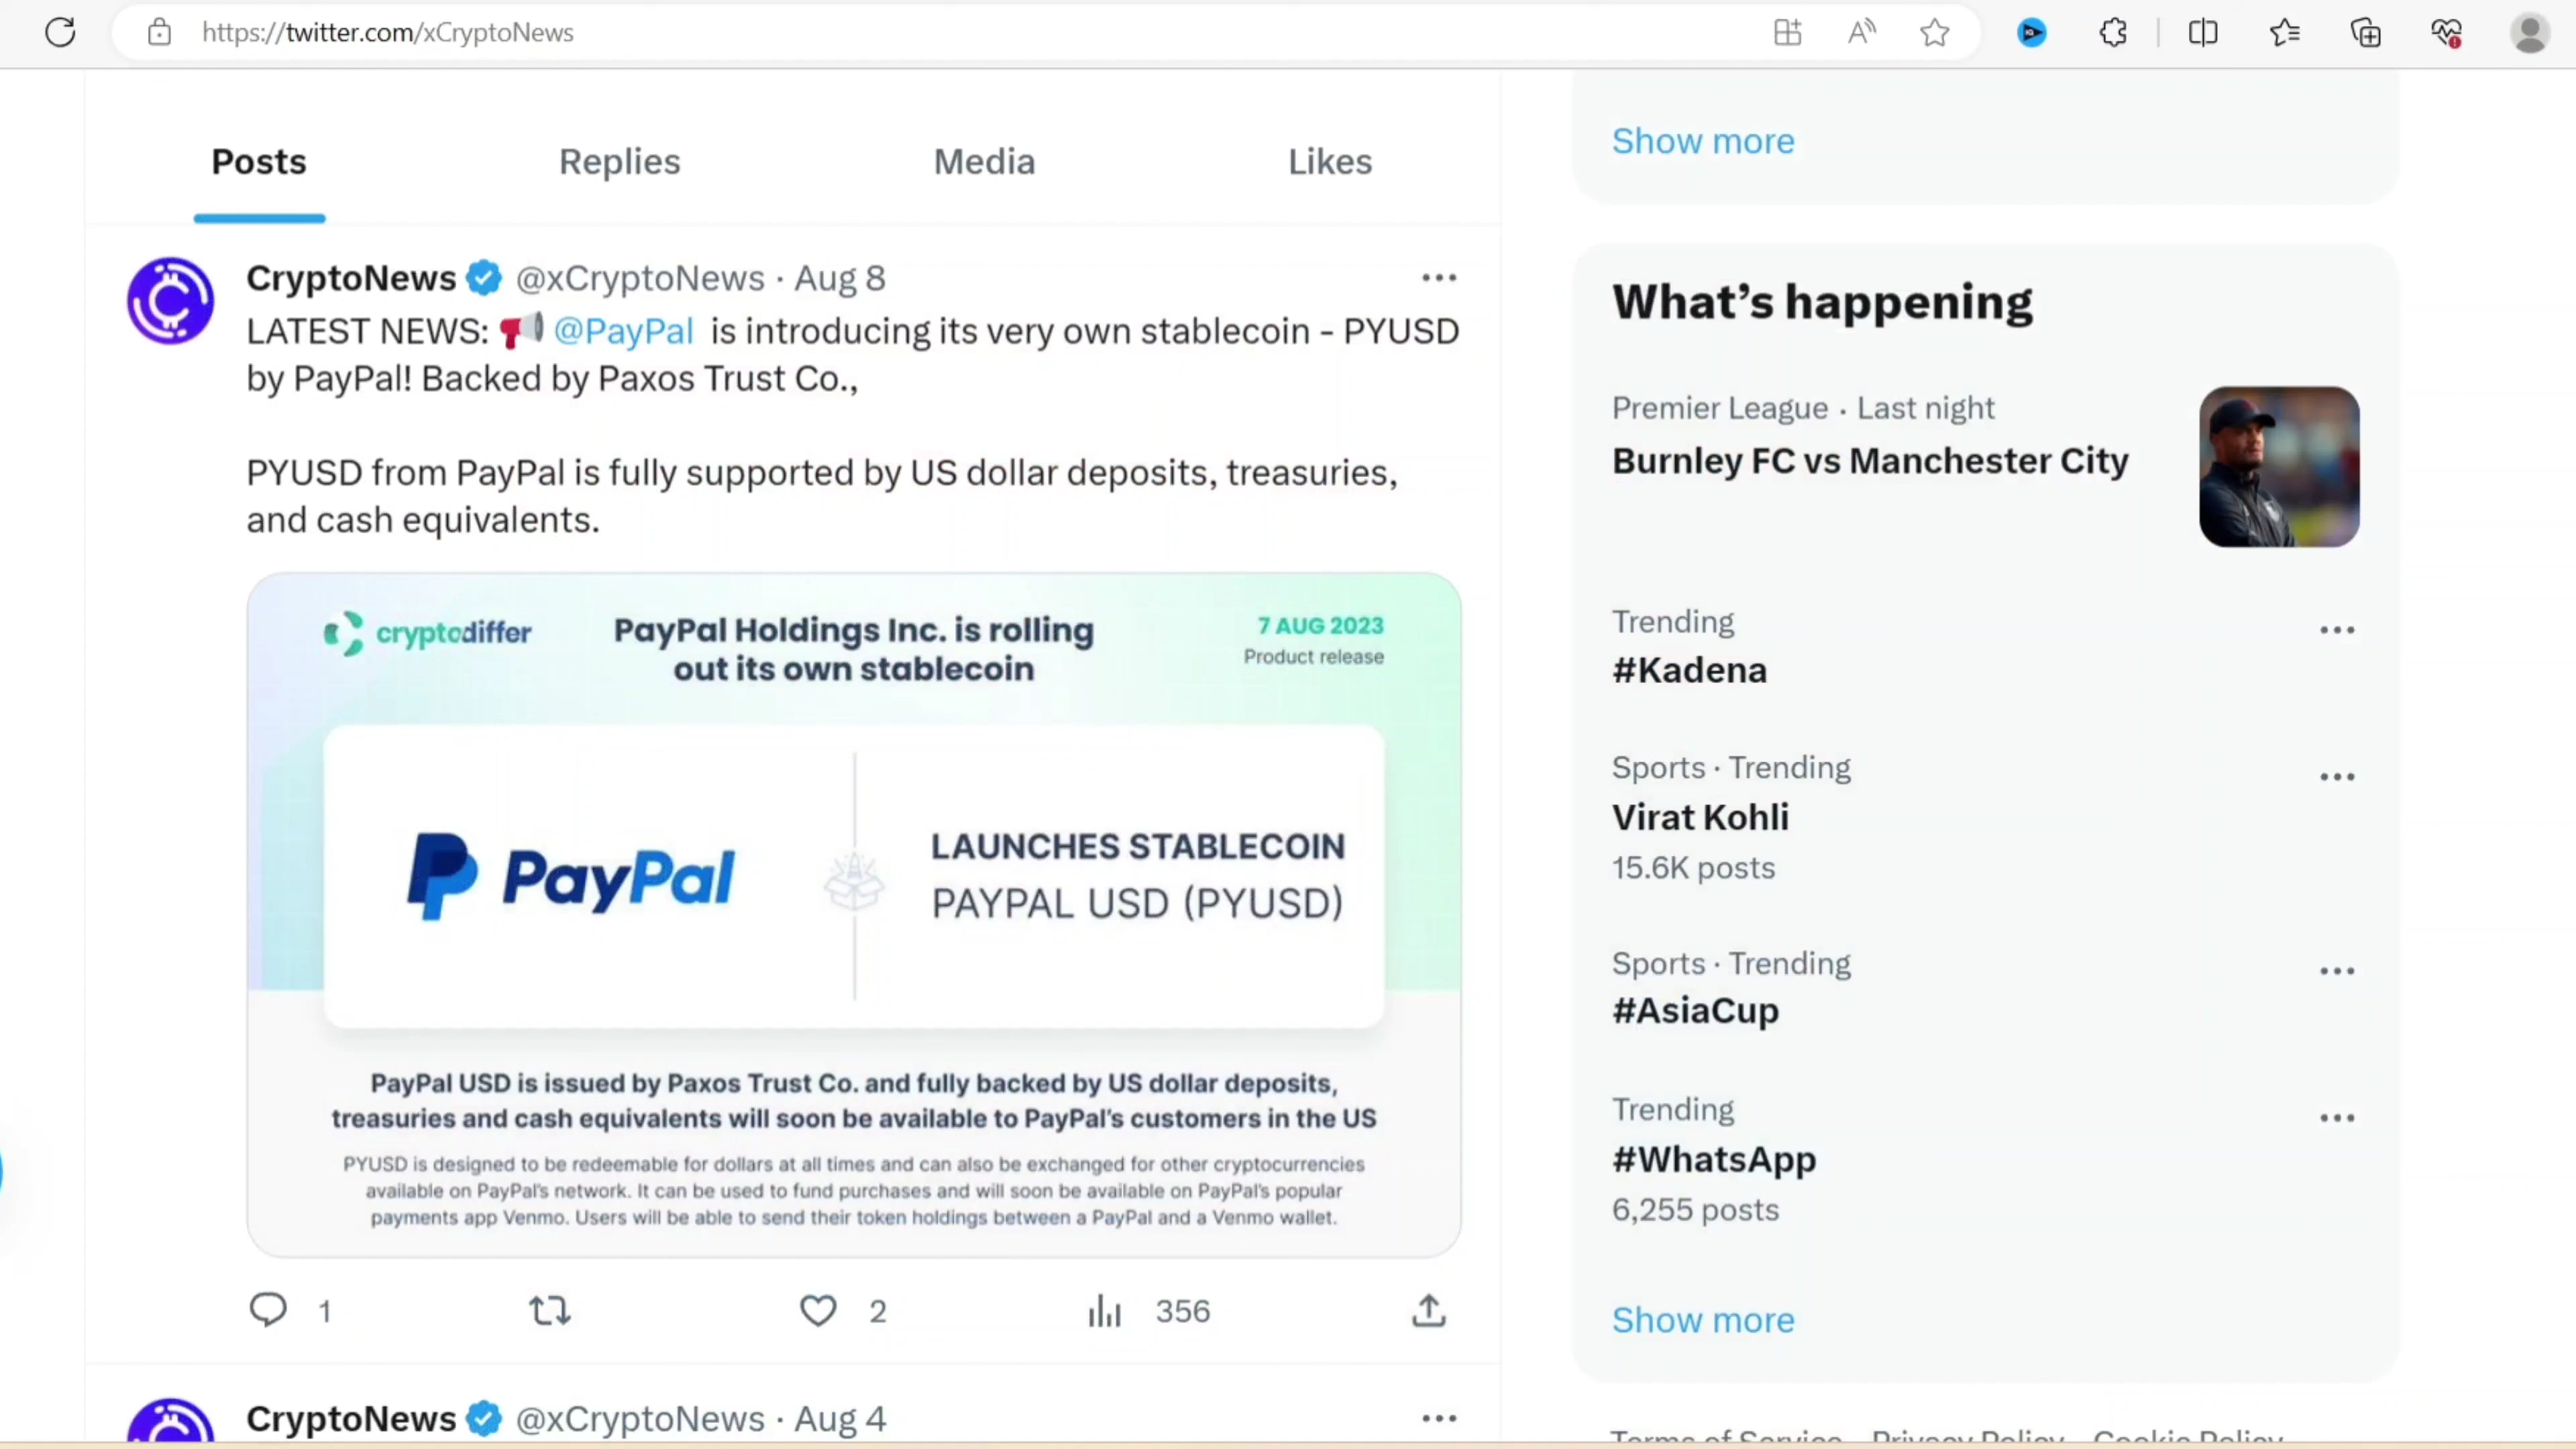 https://twitter.com/xCryptoNews
Posts
Replies
Media
Likes
CryptoNews @xCryptoNews · Aug 8
LATEST NEWS: @PayPal is introducing its very own stablecoin - PYUSD
by PayPal! Backed by Paxos Trust Co.,
PYUSD from PayPal is fully supported by US dollar deposits, treasuries,
and cash equivalents.
cryptodiffer
PayPal Holdings Inc. is rolling
out its own stablecoin
7 AUG 2023
Product release
PayPal
LAUNCHES STABLECOIN
PAYPAL USD (PYUSD)
PayPal USD is issued by Paxos Trust Co. and fully backed by US dollar deposits,
treasuries and cash equivalents will soon be available to PayPal's customers in the US
PYUSD is designed to be redeemable for dollars at all times and can also be exchanged for other cryptocurrencies
available on PayPal's network. It can be used to fund purchases and will soon be available on PayPal's popular
payments app Venmo. Users will be able to send their token holdings between a PayPal and a Venmo wallet.
1
2
356
CryptoNews @xCryptoNews · Aug 4
Show more
What's happening
Premier League · Last night
Burnley FC vs Manchester City
Trending
#Kadena
Sports · Trending
Virat Kohli
15.6K posts
Sports · Trending
#AsiaCup
Trending
#WhatsApp
6,255 posts
Show more
Terms of Service Privacy Policy Cookie Policy